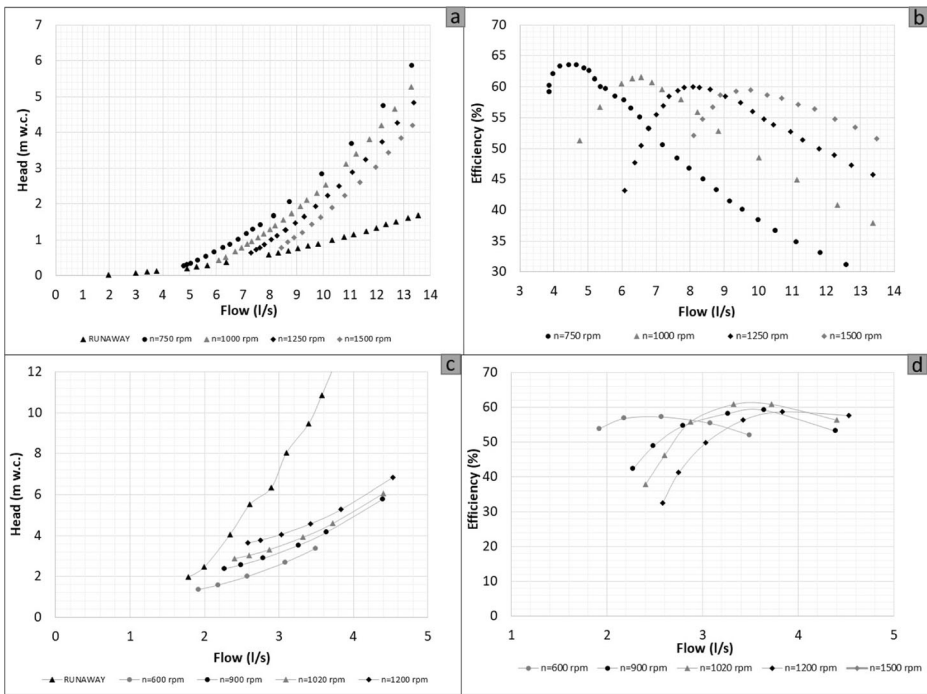 a
7
6
5
4
3
2
1
0
Head (m w.c.)
0 1 2 3 4 5 6 7 8 9 10 11 12 13 14
Flow (l/s)
RUNAWAY n=750 rpm n=1000 rpm n=1250 rpm n=1500 rpm
b
70
65
60
55
50
45
40
35
30
Efficiency (%)
3 4 5 6 7 8 9 10 11 12 13 14
Flow (l/s)
n=750 rpm n=1000 rpm n=1250 rpm n=1500 rpm
c
12
10
8
6
4
2
0
Head (m w.c.)
0 1 2 3 4 5
Flow (l/s)
RUNAWAY n=600 rpm n=900 rpm n=1020 rpm n=1200 rpm
d
70
60
50
40
30
20
10
0
Efficiency (%)
1 2 3 4 5
Flow (l/s)
n=600 rpm n=900 rpm n=1020 rpm n=1200 rpm n=1500 rpm